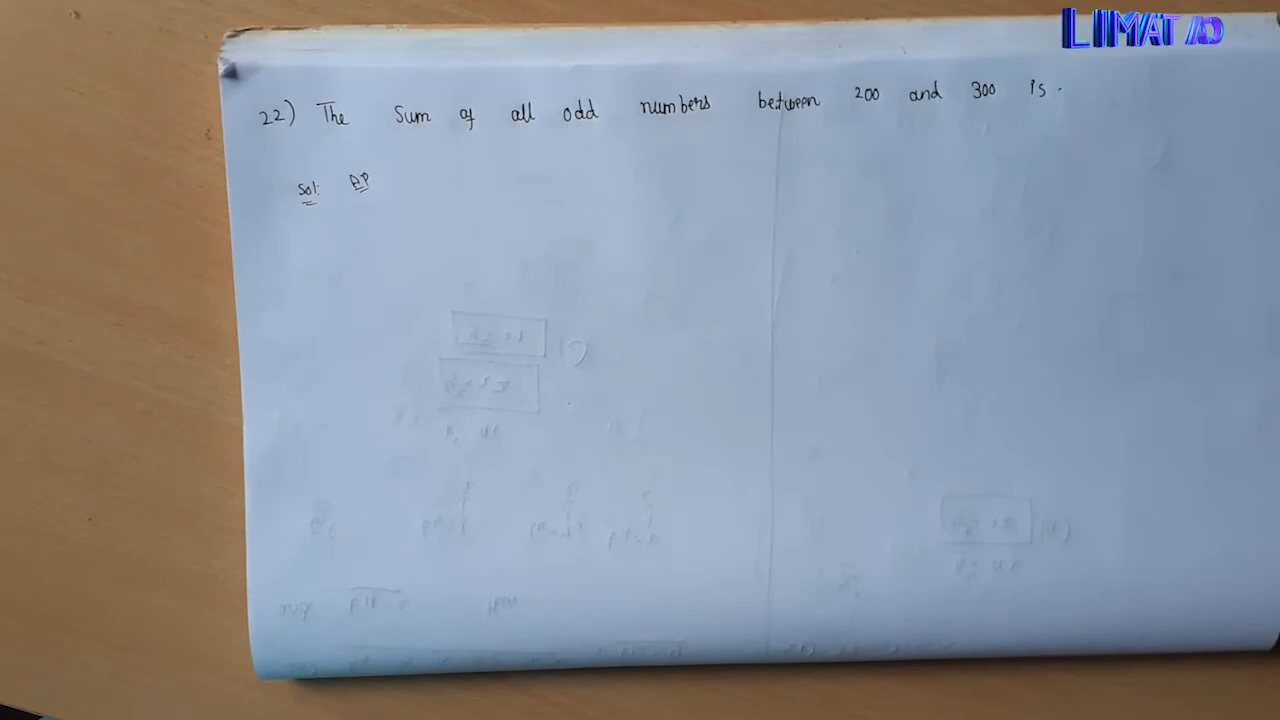 LIMAT AD
22) The Sum of all odd numbers between 200 and 300 is.
Sol: AP